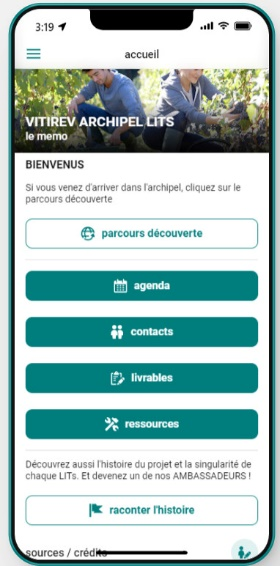 3:19
accueil
VITIREV ARCHIPEL LITS
le memo
BIENVENUS
Si vous venez d'arriver dans l'archipel, cliquez sur le
parcours découverte
parcours découverte
agenda
contacts
livrables
ressources
Découvrez aussi l'histoire du projet et la singularité de
chaque LITs. Et devenez un de nos AMBASSADEURS !
raconter l'histoire
sources / crédits